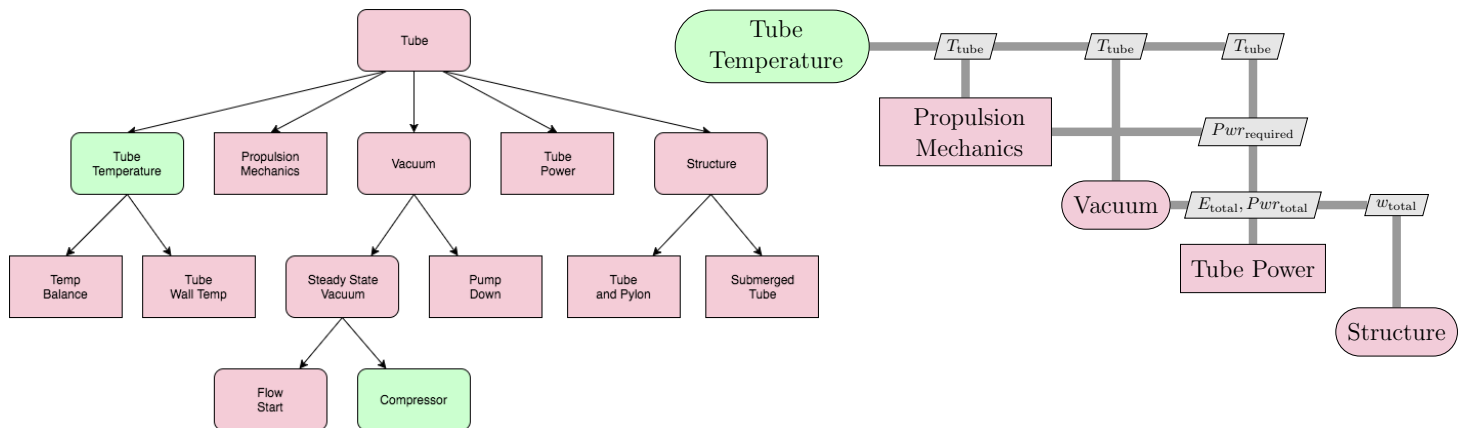 Tube
Tube
Temperature
Propulsion
Mechanics
Vacuum
Tube
Power
Structure
Temp
Balance
Tube
Wall Temp
Steady State
Vacuum
Pump
Down
Tube
and Pylon
Submerged
Tube
Flow
Start
Compressor
Tube
Temperature
T_tube
T_tube
T_tube
Propulsion
Mechanics
Pwr_required
Vacuum
E_total, Pwr_total
w_total
Tube Power
Structure